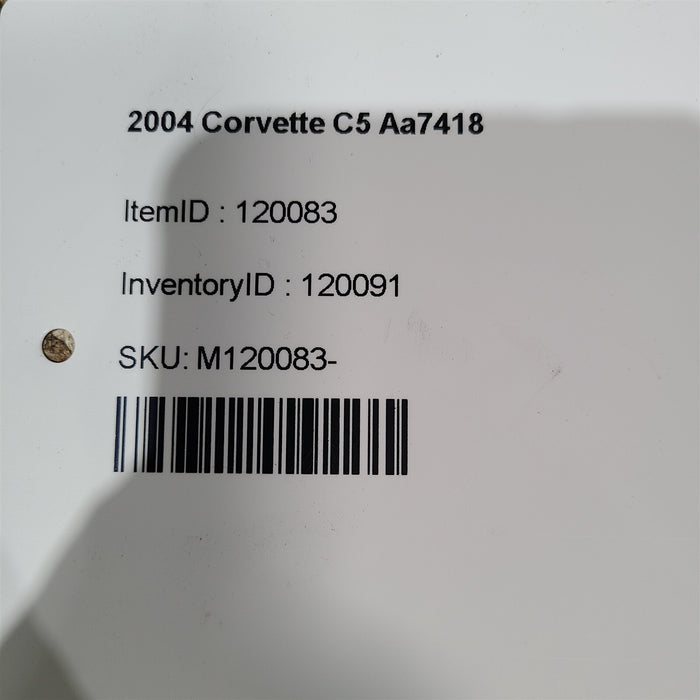 2004 Corvette C5 Aa7418
ItemID : 120083
InventoryID : 120091
SKU: M120083-